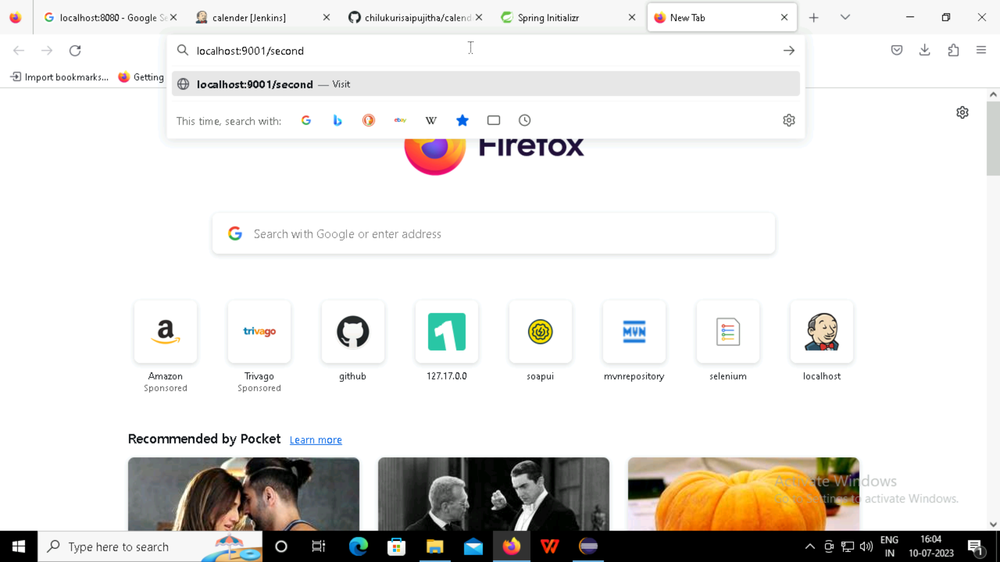 localhost:8080 - Google Se
calender [Jenkins]
chilukurisaipujitha/calend
Spring Initializr
New Tab
localhost:9001/second
Import bookmarks...
Getting
localhost:9001/second — Visit
This time, search with:
ebay
W
Firefox
Search with Google or enter address
a
trivago
MVN
Amazon
Sponsored
Trivago
Sponsored
github
127.17.0.0
soapui
mvnrepository
selenium
localhost
Recommended by Pocket
Learn more
Activate Windows
Go to Settings to activate Windows.
Type here to search
ENG
IN
16:04
10-07-2023
1